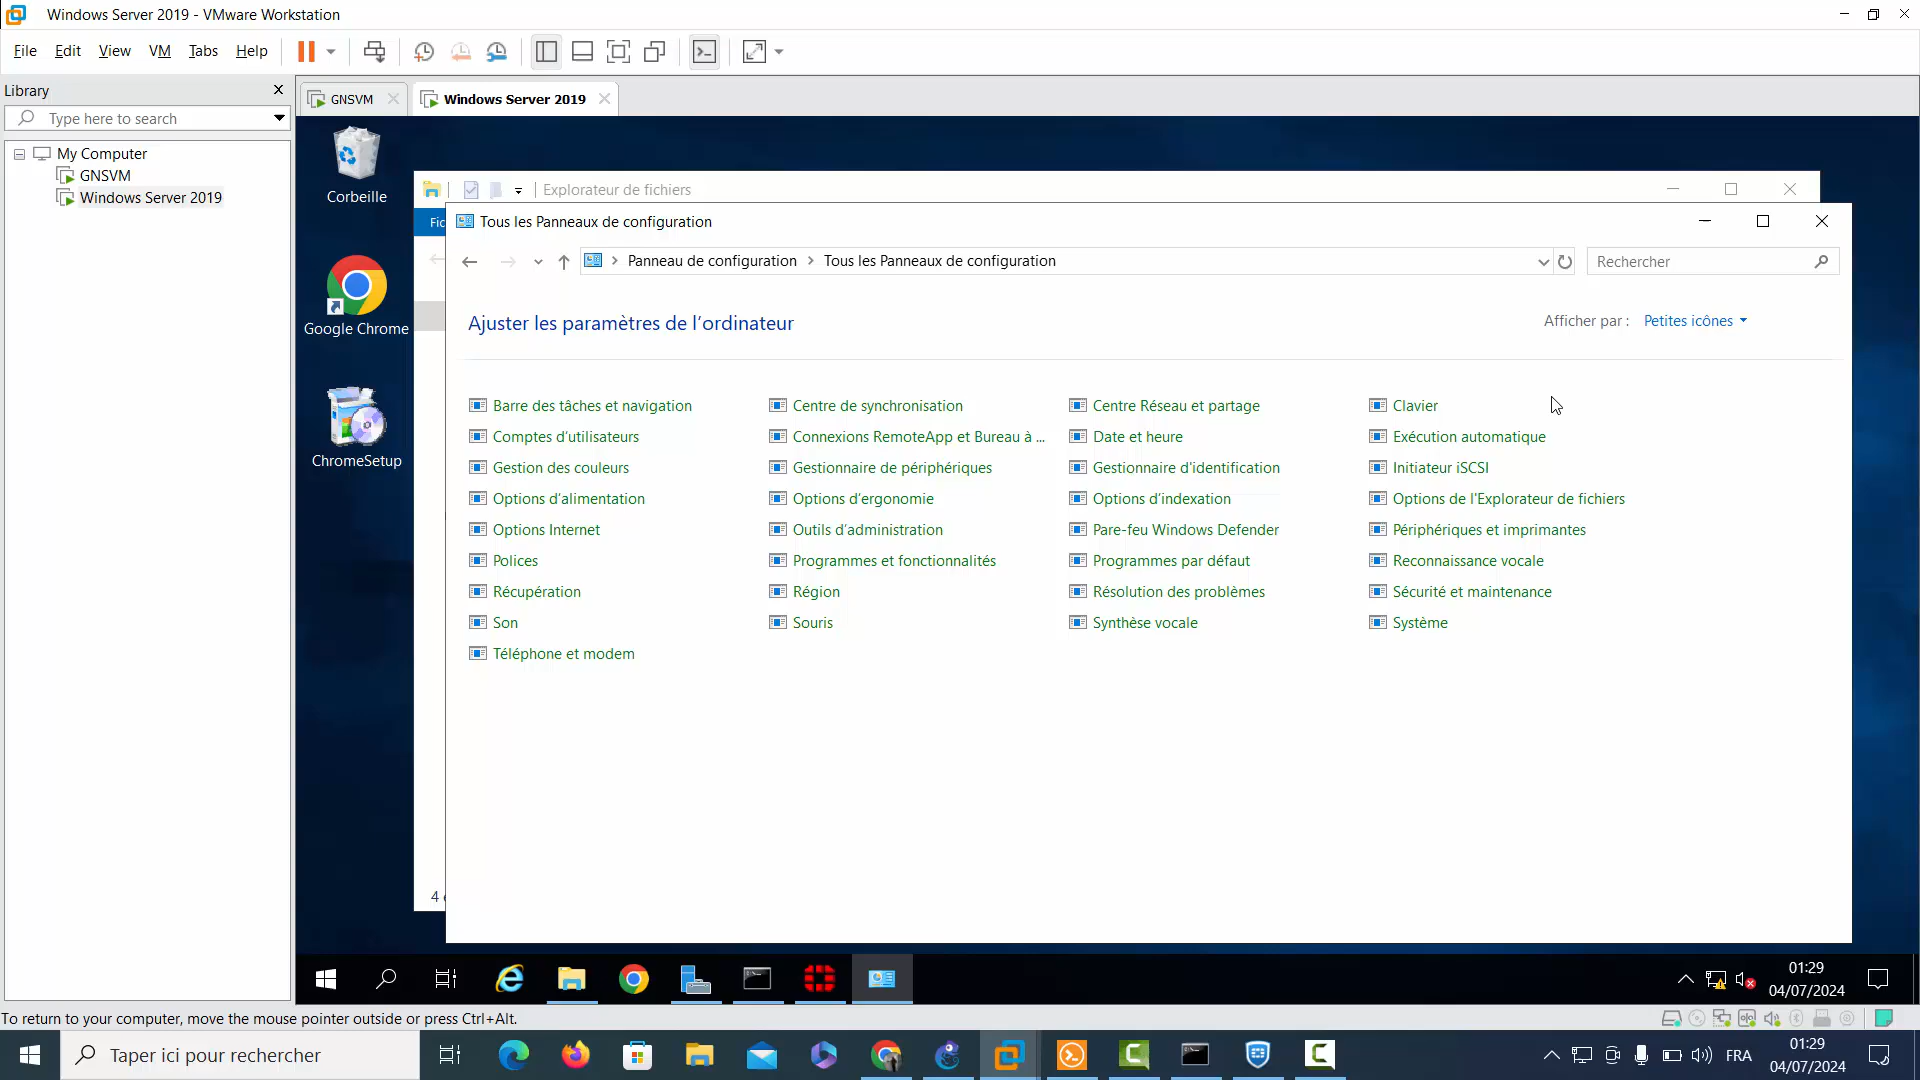 Windows Server 2019 - VMware Workstation
File Edit View VM Tabs Help
Library
Type here to search
My Computer
GNSVM
Windows Server 2019
GNSVM
Windows Server 2019
Corbeille
Google Chrome
ChromeSetup
Explorateur de fichiers
Fic
Tous les Panneaux de configuration
Panneau de configuration Tous les Panneaux de configuration
Rechercher
Ajuster les paramètres de l'ordinateur
Afficher par : Petites icônes
Barre des tâches et navigation Centre de synchronisation Centre Réseau et partage Clavier
Comptes d'utilisateurs Connexions RemoteApp et Bureau à ... Date et heure Exécution automatique
Gestion des couleurs Gestionnaire de périphériques Gestionnaire d'identification Initiateur iSCSI
Options d'alimentation Options d'ergonomie Options d'indexation Options de l'Explorateur de fichiers
Options Internet Outils d'administration Pare-feu Windows Defender Périphériques et imprimantes
Polices Programmes et fonctionnalités Programmes par défaut Reconnaissance vocale
Récupération Région Résolution des problèmes Sécurité et maintenance
Son Souris Synthèse vocale Système
Téléphone et modem
4
01:29
04/07/2024
To return to your computer, move the mouse pointer outside or press Ctrl+Alt.
Taper ici pour rechercher
FRA
01:29
04/07/2024